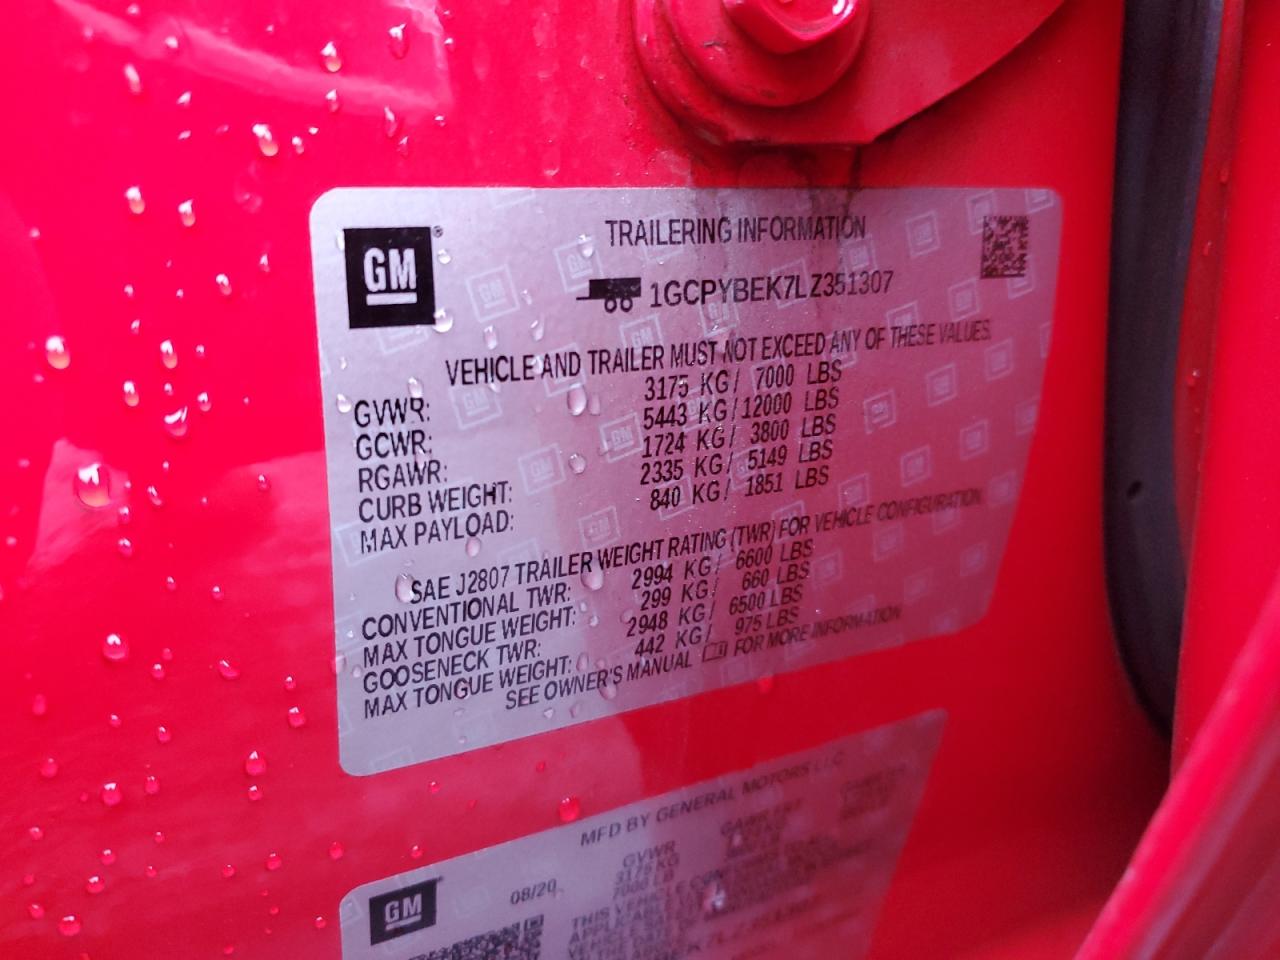 GM
TRAILERING INFORMATION
1GCPYBEK7LZ351307
VEHICLE AND TRAILER MUST NOT EXCEED ANY OF THESE VALUES.
GVWR: 3175 KG/ 7000 LBS
GCWR: 5443 KG/12000 LBS
RGAWR: 1724 KG/ 3800 LBS
CURB WEIGHT: 2335 KG/ 5149 LBS
MAX PAYLOAD: 840 KG/ 1851 LBS
SAE J2807 TRAILER WEIGHT RATING (TWR) FOR VEHICLE CONFIGURATION
CONVENTIONAL TWR: 2994 KG/ 6600 LBS
MAX TONGUE WEIGHT: 299 KG/ 660 LBS
GOOSENECK TWR: 2948 KG/ 6500 LBS
MAX TONGUE WEIGHT: 442 KG/ 975 LBS
SEE OWNER'S MANUAL FOR MORE INFORMATION
MFD BY GENERAL MOTORS LLC
GM
08/20
GVWR
3175 KG
7000 LB
THIS VEHICLE